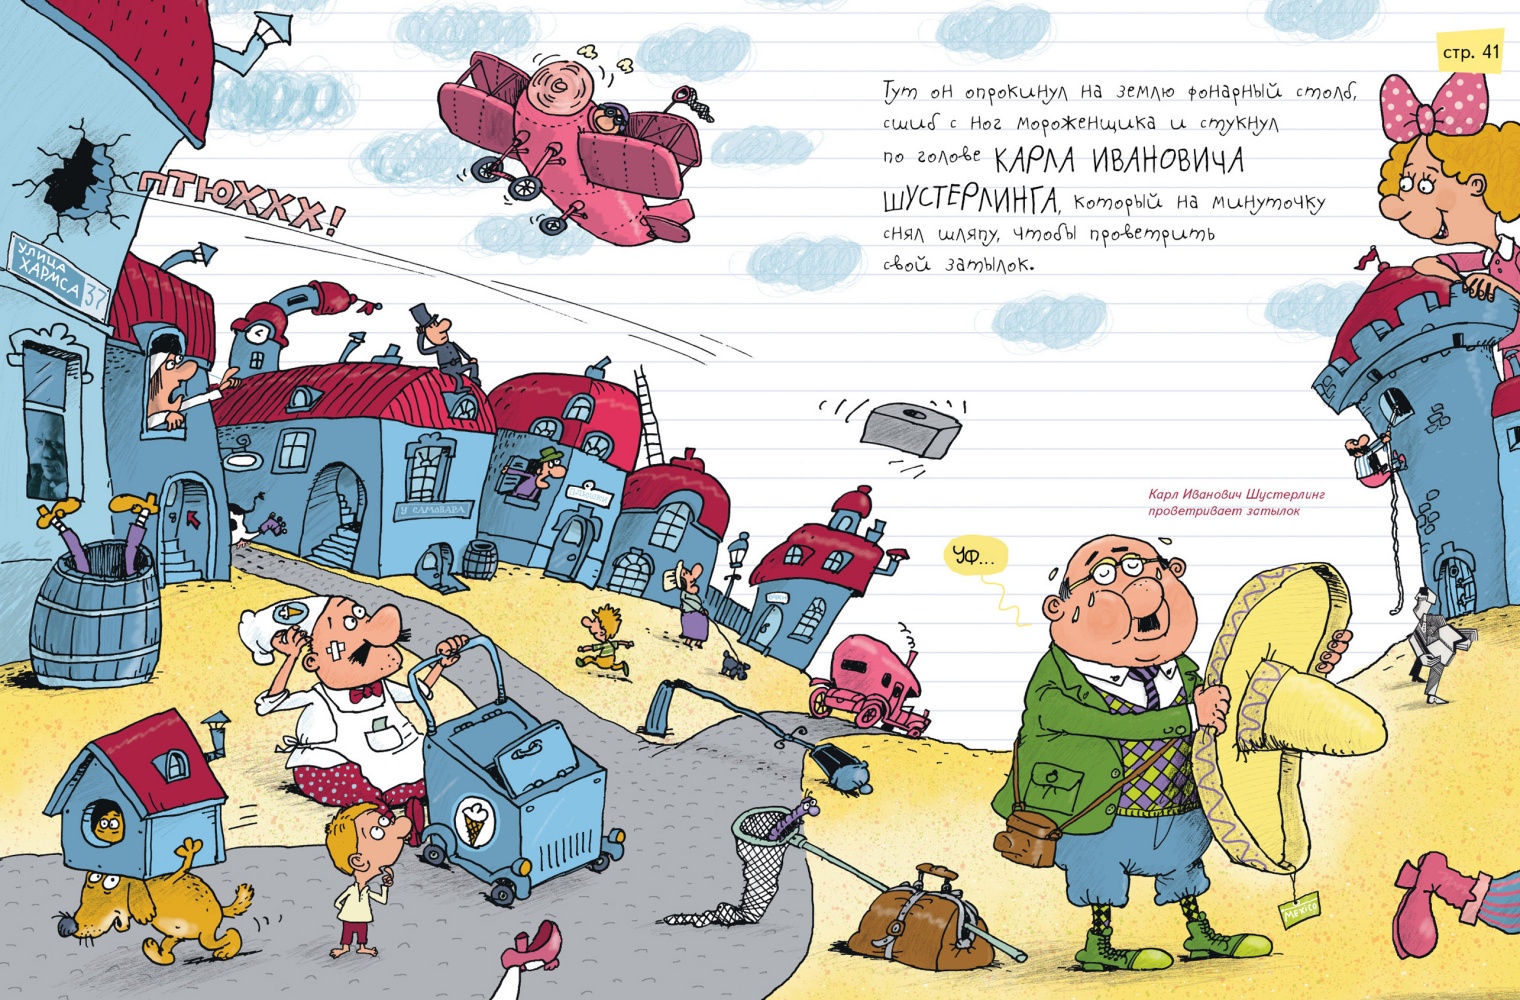 стр. 41
Тут он опрокинул на землю фонарный столб,
сшиб с ног мороженщика и стукнул
по голове КАРЛА ИВАНОВИЧА
ШУСТЕРЛИНГА, который на минуточку
снял шляпу, чтобы проветрить
свой затылок.
ПТЮХХХ!
УЛИЦА
ХАРМСА 37
У САМОВАРА
Карл Иванович Шустерлинг
проветривает затылок
УФ...
MEXICO